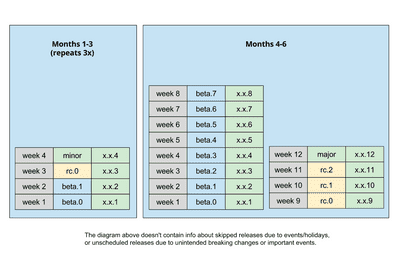 Months 1-3
(repeats 3x)
week 4 minor x.x.4
week 3 rc.0 x.x.3
week 2 beta.1 x.x.2
week 1 beta.0 x.x.1
Months 4-6
week 8 beta.7 x.x.8
week 7 beta.6 x.x.7
week 6 beta.5 x.x.6
week 5 beta.4 x.x.5
week 4 beta.3 x.x.4
week 3 beta.2 x.x.3
week 2 beta.1 x.x.2
week 1 beta.0 x.x.1
week 12 major x.x.12
week 11 rc.2 x.x.11
week 10 rc.1 x.x.10
week 9 rc.0 x.x.9
The diagram above doesn't contain info about skipped releases due to events/holidays,
or unscheduled releases due to unintended breaking changes or important events.